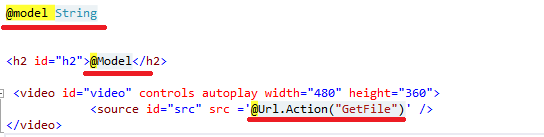 @model String
<h2 id="h2">@Model</h2>
<video id="video" controls autoplay width="480" height="360">
<source id="src" src ='@Url.Action("GetFile")' />
</video>